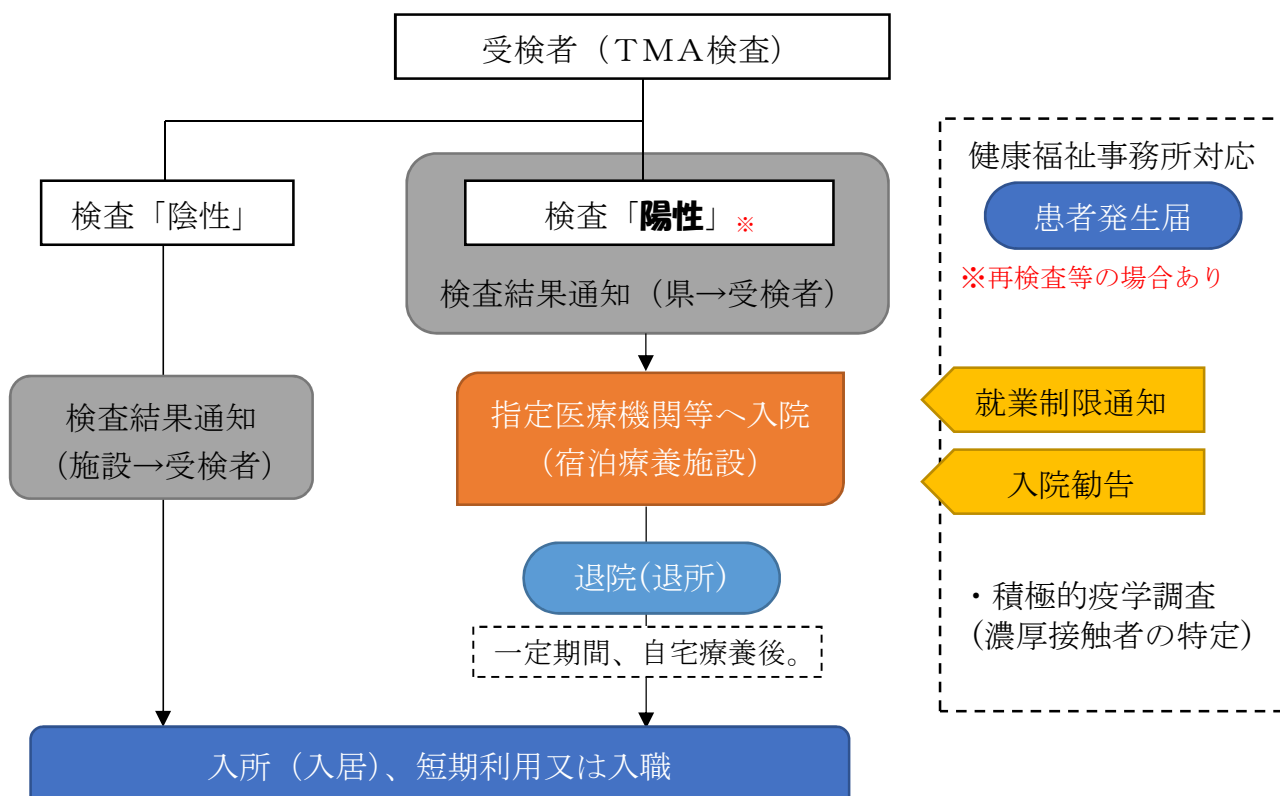 受検者（ＴＭＡ検査）
検査「陰性」
検査「陽性」※
検査結果通知（県→受検者）
検査結果通知
（施設→受検者）
指定医療機関等へ入院
（宿泊療養施設）
退院(退所)
一定期間、自宅療養後。
入所（入居）、短期利用又は入職
健康福祉事務所対応
患者発生届
※再検査等の場合あり
就業制限通知
入院勧告
・積極的疫学調査
(濃厚接触者の特定)